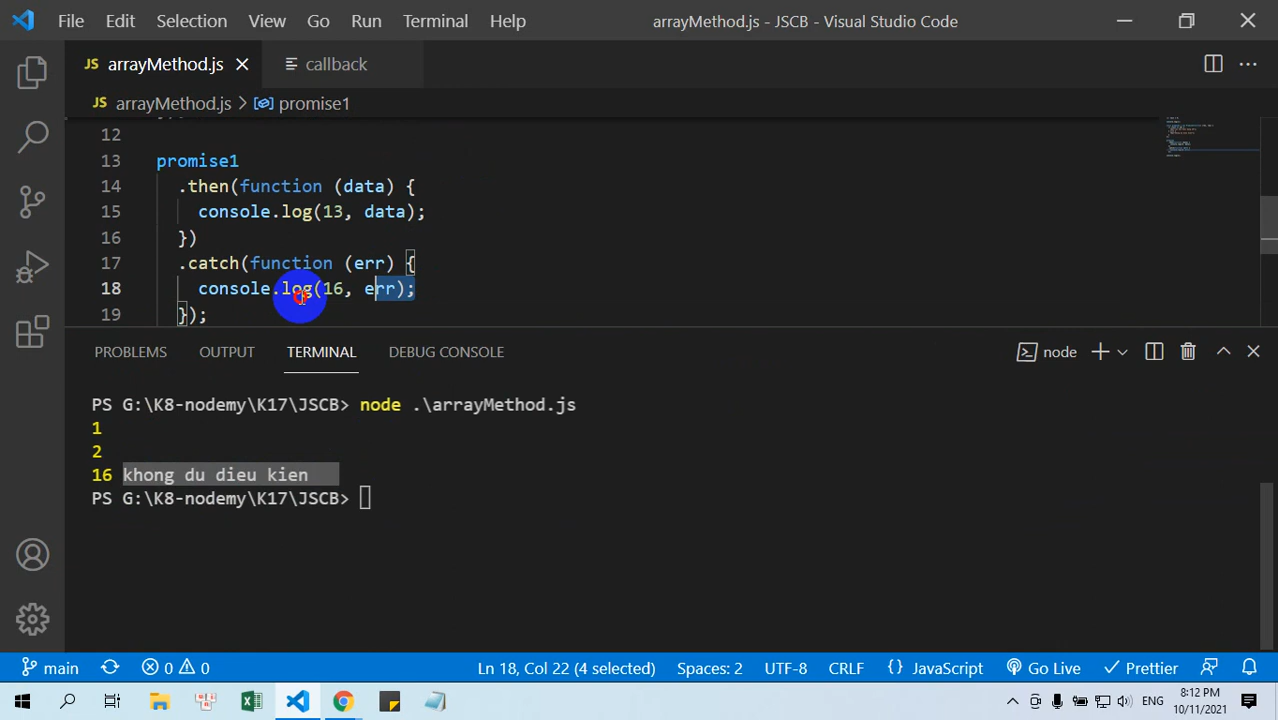 File Edit Selection View Go Run Terminal Help arrayMethod.js - JSCB - Visual Studio Code
JS arrayMethod.js callback
JS arrayMethod.js > promise1
12
13 promise1
14 .then(function (data) {
15 console.log(13, data);
16 })
17 .catch(function (err) {
18 console.log(16, err);
19 });
PROBLEMS OUTPUT TERMINAL DEBUG CONSOLE node
PS G:\K8-nodemy\K17\JSCB> node .\arrayMethod.js
1
2
16 khong du dieu kien
PS G:\K8-nodemy\K17\JSCB>
main 0 0 Ln 18, Col 22 (4 selected) Spaces: 2 UTF-8 CRLF {} JavaScript Go Live Prettier
ENG 8:12 PM
10/11/2021